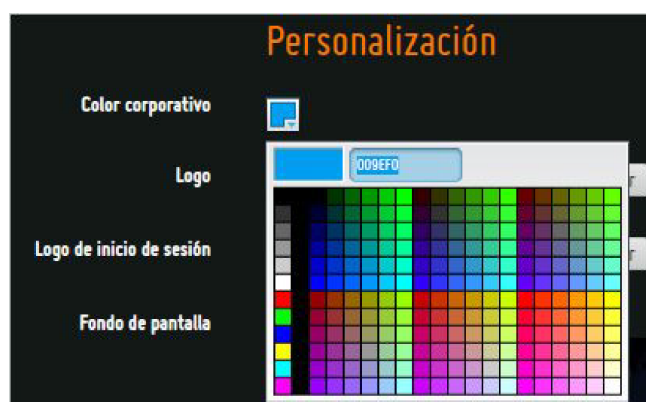 Personalización
Color corporativo
009EF0
Logo
Logo de inicio de sesión
Fondo de pantalla